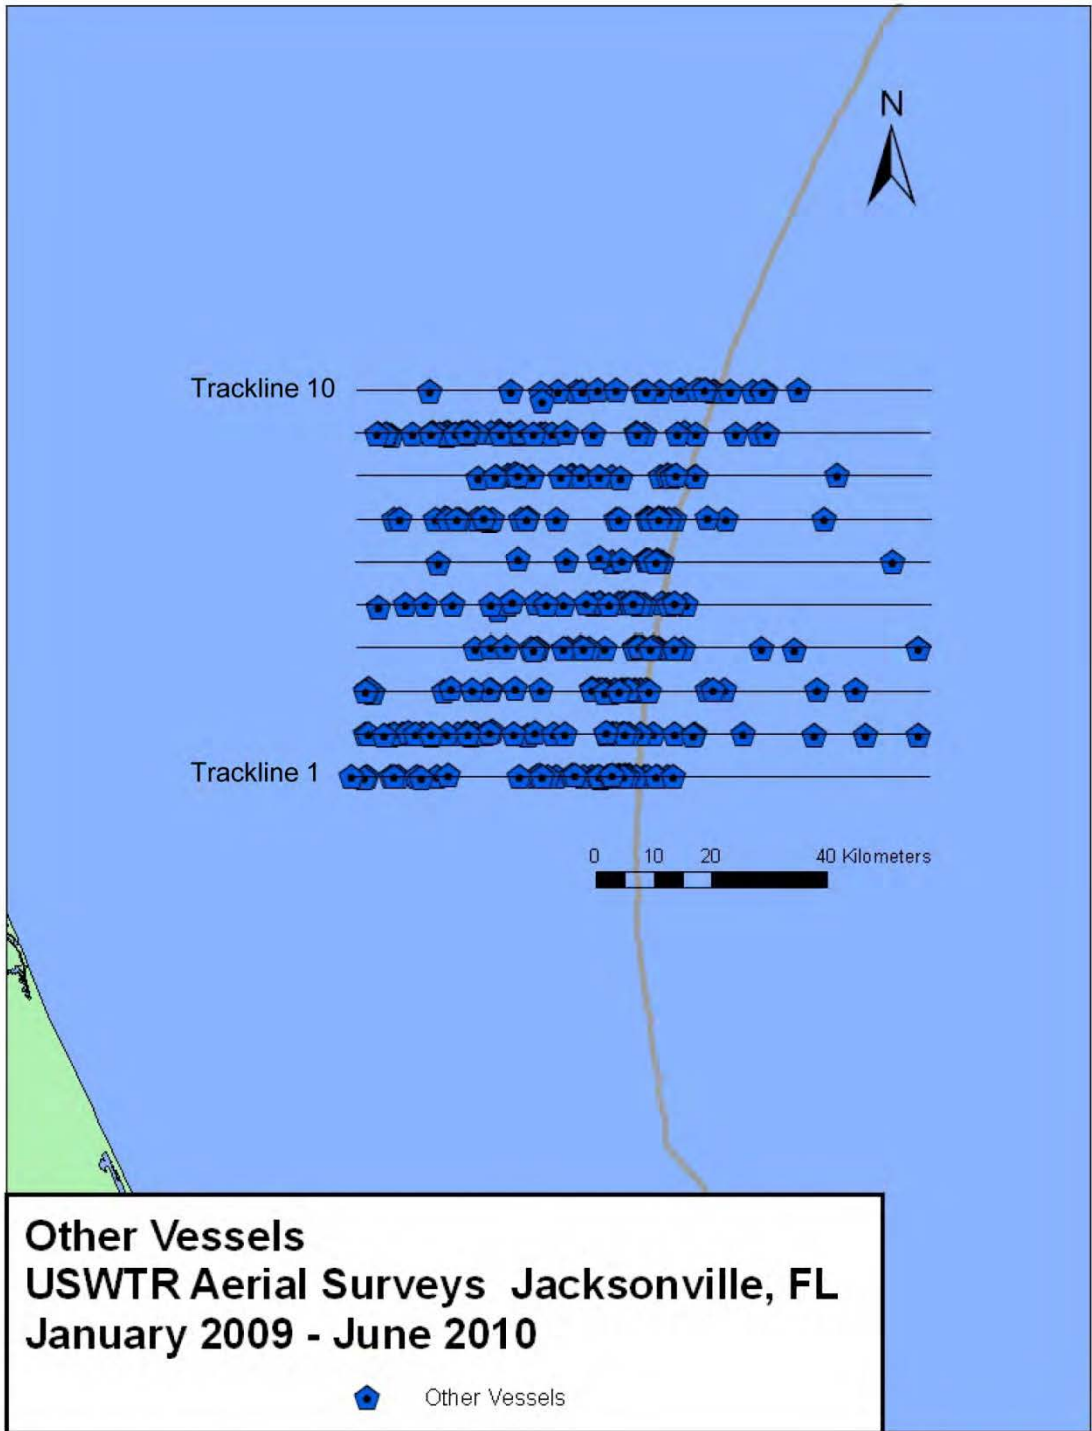 N
Trackline 10
Trackline 1
0 10 20 40 Kilometers
Other Vessels
USWTR Aerial Surveys Jacksonville, FL
January 2009 - June 2010
Other Vessels